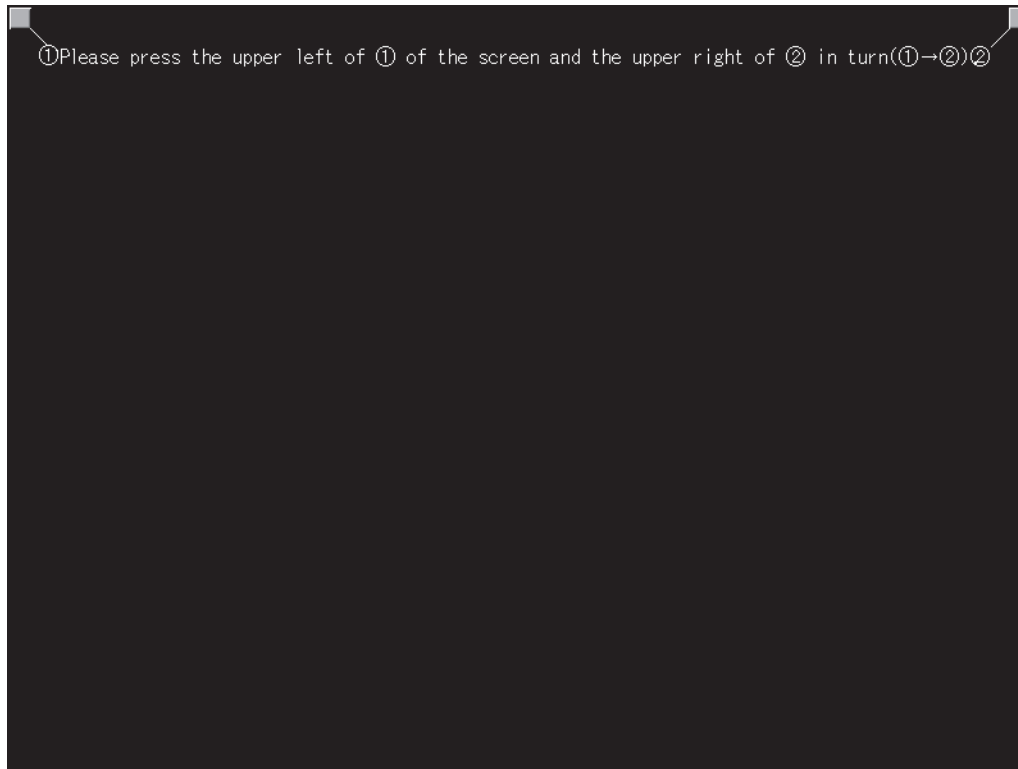 ①Please press the upper left of ① of the screen and the upper right of ② in turn(①→②)②